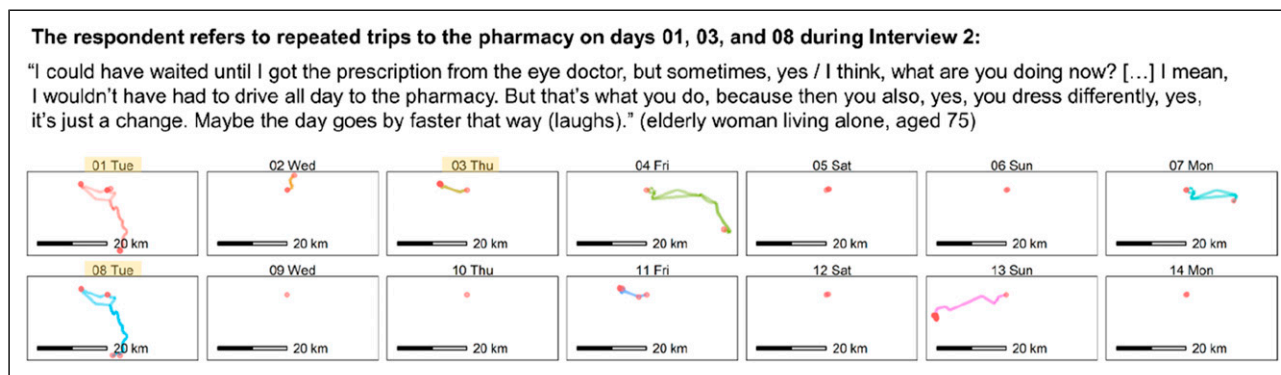 The respondent refers to repeated trips to the pharmacy on days 01, 03, and 08 during Interview 2:
“I could have waited until I got the prescription from the eye doctor, but sometimes, yes / I think, what are you doing now? […] I mean,
I wouldn’t have had to drive all day to the pharmacy. But that’s what you do, because then you also, yes, you dress differently, yes,
it’s just a change. Maybe the day goes by faster that way (laughs).” (elderly woman living alone, aged 75)
01 Tue 02 Wed 03 Thu 04 Fri 05 Sat 06 Sun 07 Mon
20 km 20 km 20 km 20 km 20 km 20 km 20 km
08 Tue 09 Wed 10 Thu 11 Fri 12 Sat 13 Sun 14 Mon
20 km 20 km 20 km 20 km 20 km 20 km 20 km